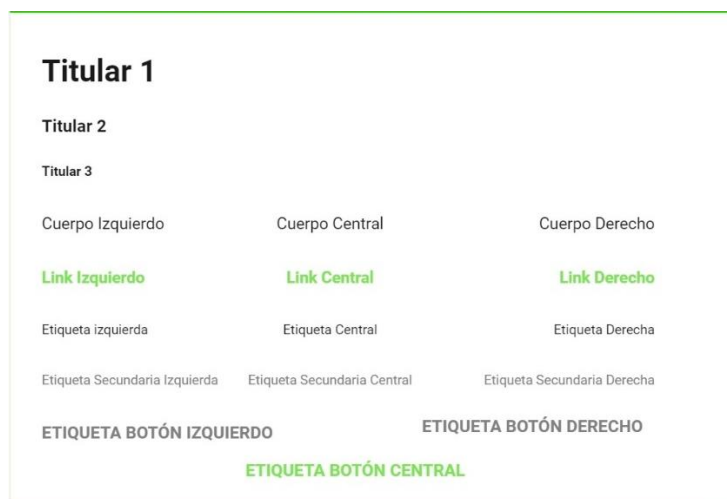 Titular 1
Titular 2
Titular 3
Cuerpo Izquierdo Cuerpo Central Cuerpo Derecho
Link Izquierdo Link Central Link Derecho
Etiqueta izquierda Etiqueta Central Etiqueta Derecha
Etiqueta Secundaria Izquierda Etiqueta Secundaria Central Etiqueta Secundaria Derecha
ETIQUETA BOTÓN IZQUIERDO ETIQUETA BOTÓN DERECHO
ETIQUETA BOTÓN CENTRAL